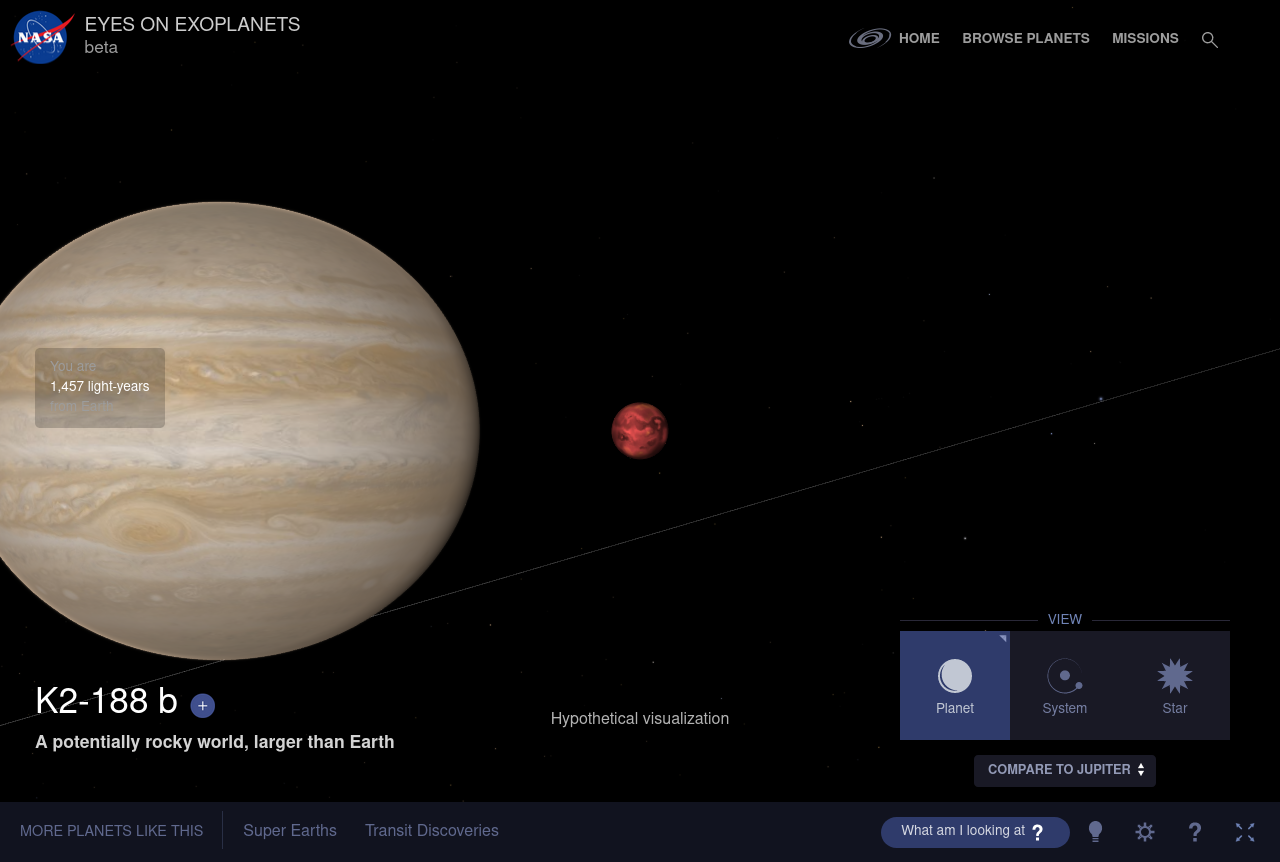 NASA
EYES ON EXOPLANETS
beta
HOME
BROWSE PLANETS
MISSIONS
You are
1,457 light-years
from Earth
K2-188 b
+
A potentially rocky world, larger than Earth
Hypothetical visualization
VIEW
Planet
System
Star
COMPARE TO JUPITER
MORE PLANETS LIKE THIS
Super Earths
Transit Discoveries
What am I looking at ?
?